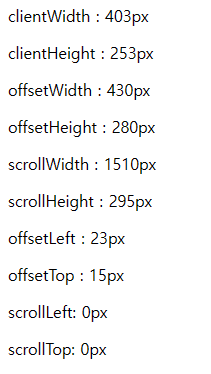 clientWidth : 403px
clientHeight : 253px
offsetWidth : 430px
offsetHeight : 280px
scrollWidth : 1510px
scrollHeight : 295px
offsetLeft : 23px
offsetTop : 15px
scrollLeft: 0px
scrollTop: 0px